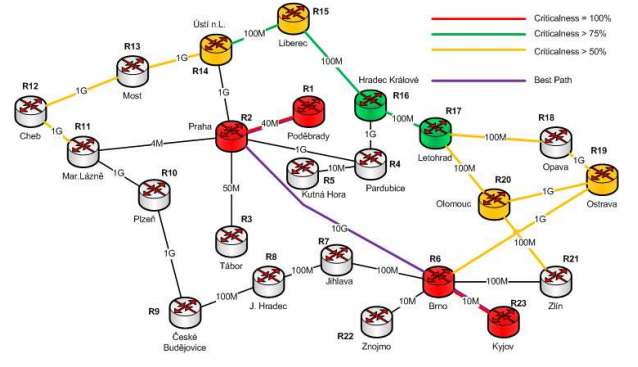 Ústí n.L.
R15
Criticalness = 100%
Criticalness > 75%
Criticalness > 50%
Best Path
Liberec
100M
R13
1G
R14
Most
100M
Hradec Králové
R16
R12
1G
Cheb
1G
R11
Mar.Lázně
1G
R1
R2
Praha
40M
Poděbrady
100M
R17
Letohrad
100M
R18
Opava
1G
R19
Ostrava
4M
1G
1G
R4
Pardubice
10M
R5
Kutná Hora
R10
1G
Plzeň
50M
100M
R20
Olomouc
1G
1G
100M
R3
Tábor
10G
R7
Jihlava
R8
100M
J. Hradec
100M
100M
R6
Brno
100M
R21
Zlín
1G
R9
České
Budějovice
10M
R22
Znojmo
10M
R23
Kyjov